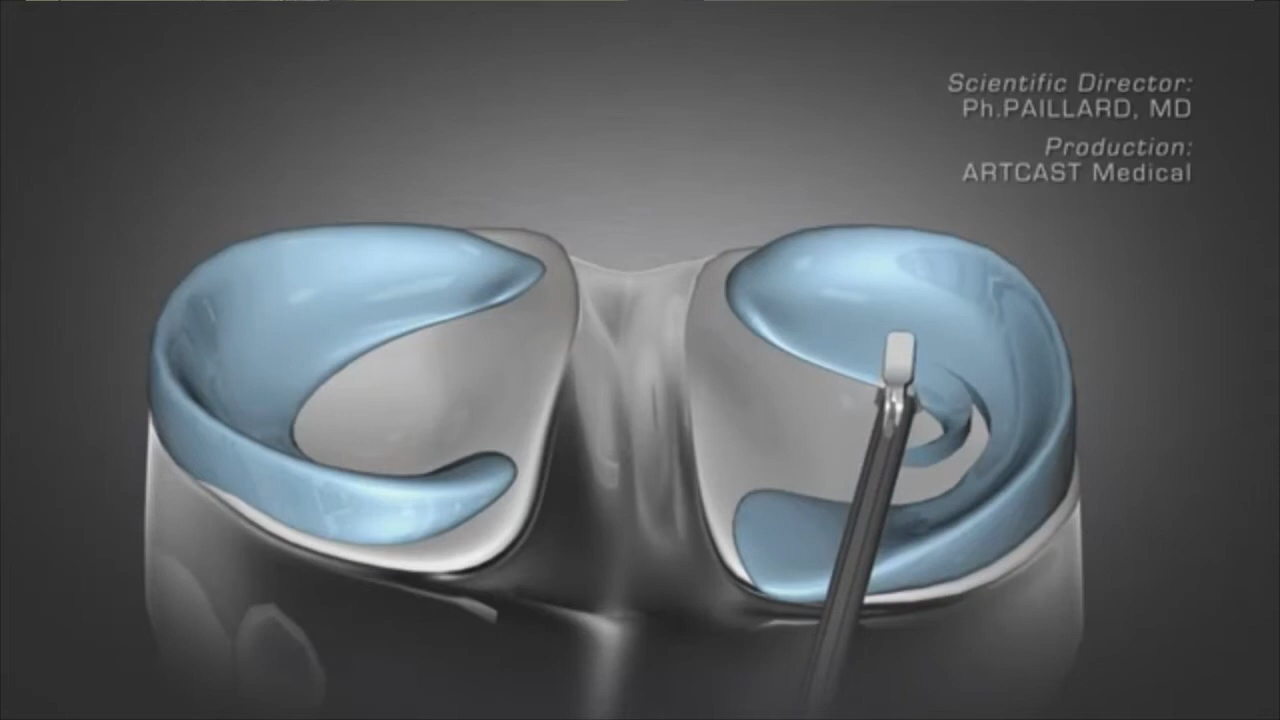 Scientific Director:
Ph.PAILLARD, MD
Production:
ARTCAST Medical